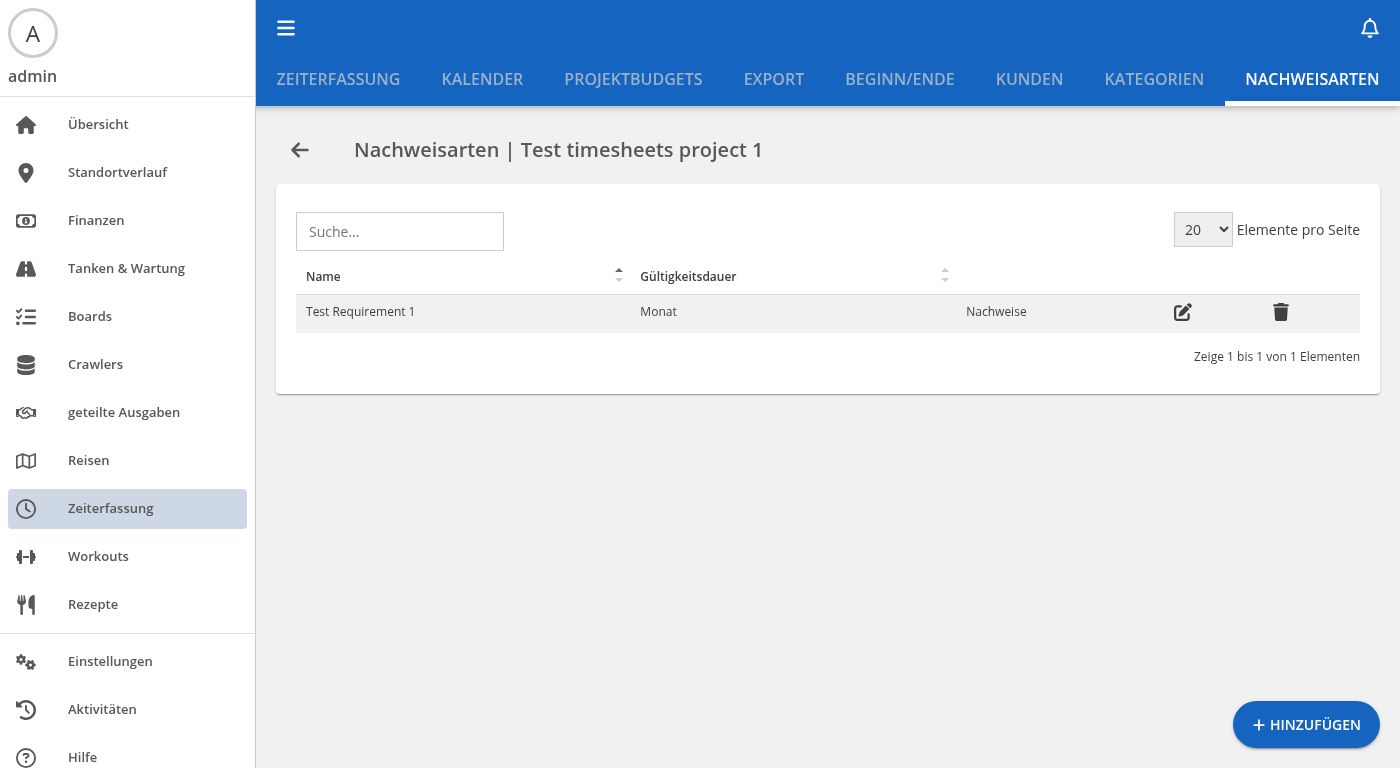 A
admin
Übersicht
Standortverlauf
Finanzen
Tanken & Wartung
Boards
Crawlers
geteilte Ausgaben
Reisen
Zeiterfassung
Workouts
Rezepte
Einstellungen
Aktivitäten
Hilfe
ZEITERFASSUNG KALENDER PROJEKTBUDGETS EXPORT BEGINN/ENDE KUNDEN KATEGORIEN NACHWEISARTEN
Nachweisarten | Test timesheets project 1
Suche... 20 Elemente pro Seite
Name Gültigkeitsdauer
Test Requirement 1 Monat Nachweise
Zeige 1 bis 1 von 1 Elementen
+ HINZUFÜGEN